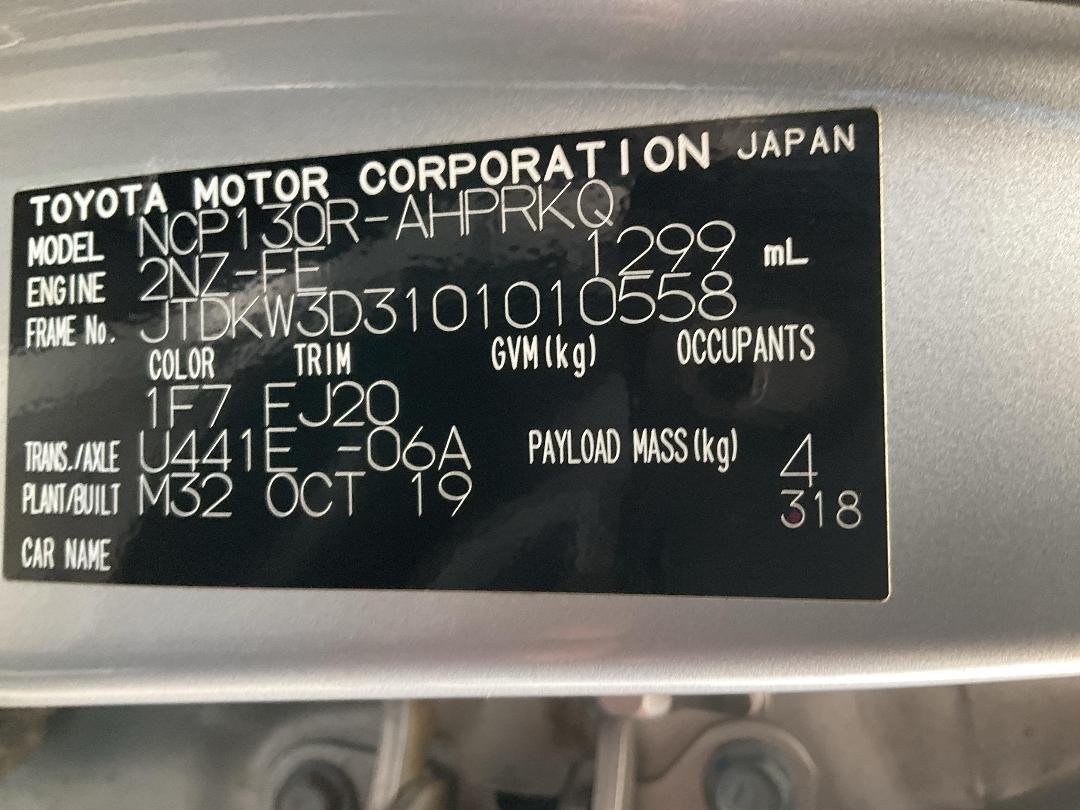 TOYOTA MOTOR CORPORATION JAPAN
MODEL NCP130R-AHPRKQ
ENGINE 2NZ-FE 1299 mL
FRAME No. JTDKW3D3101010558
COLOR TRIM GVM(kg) OCCUPANTS
1F7 EJ20
TRANS./AXLE U441E -06A PAYLOAD MASS(kg) 4
PLANT/BUILT M32 OCT 19 318
CAR NAME